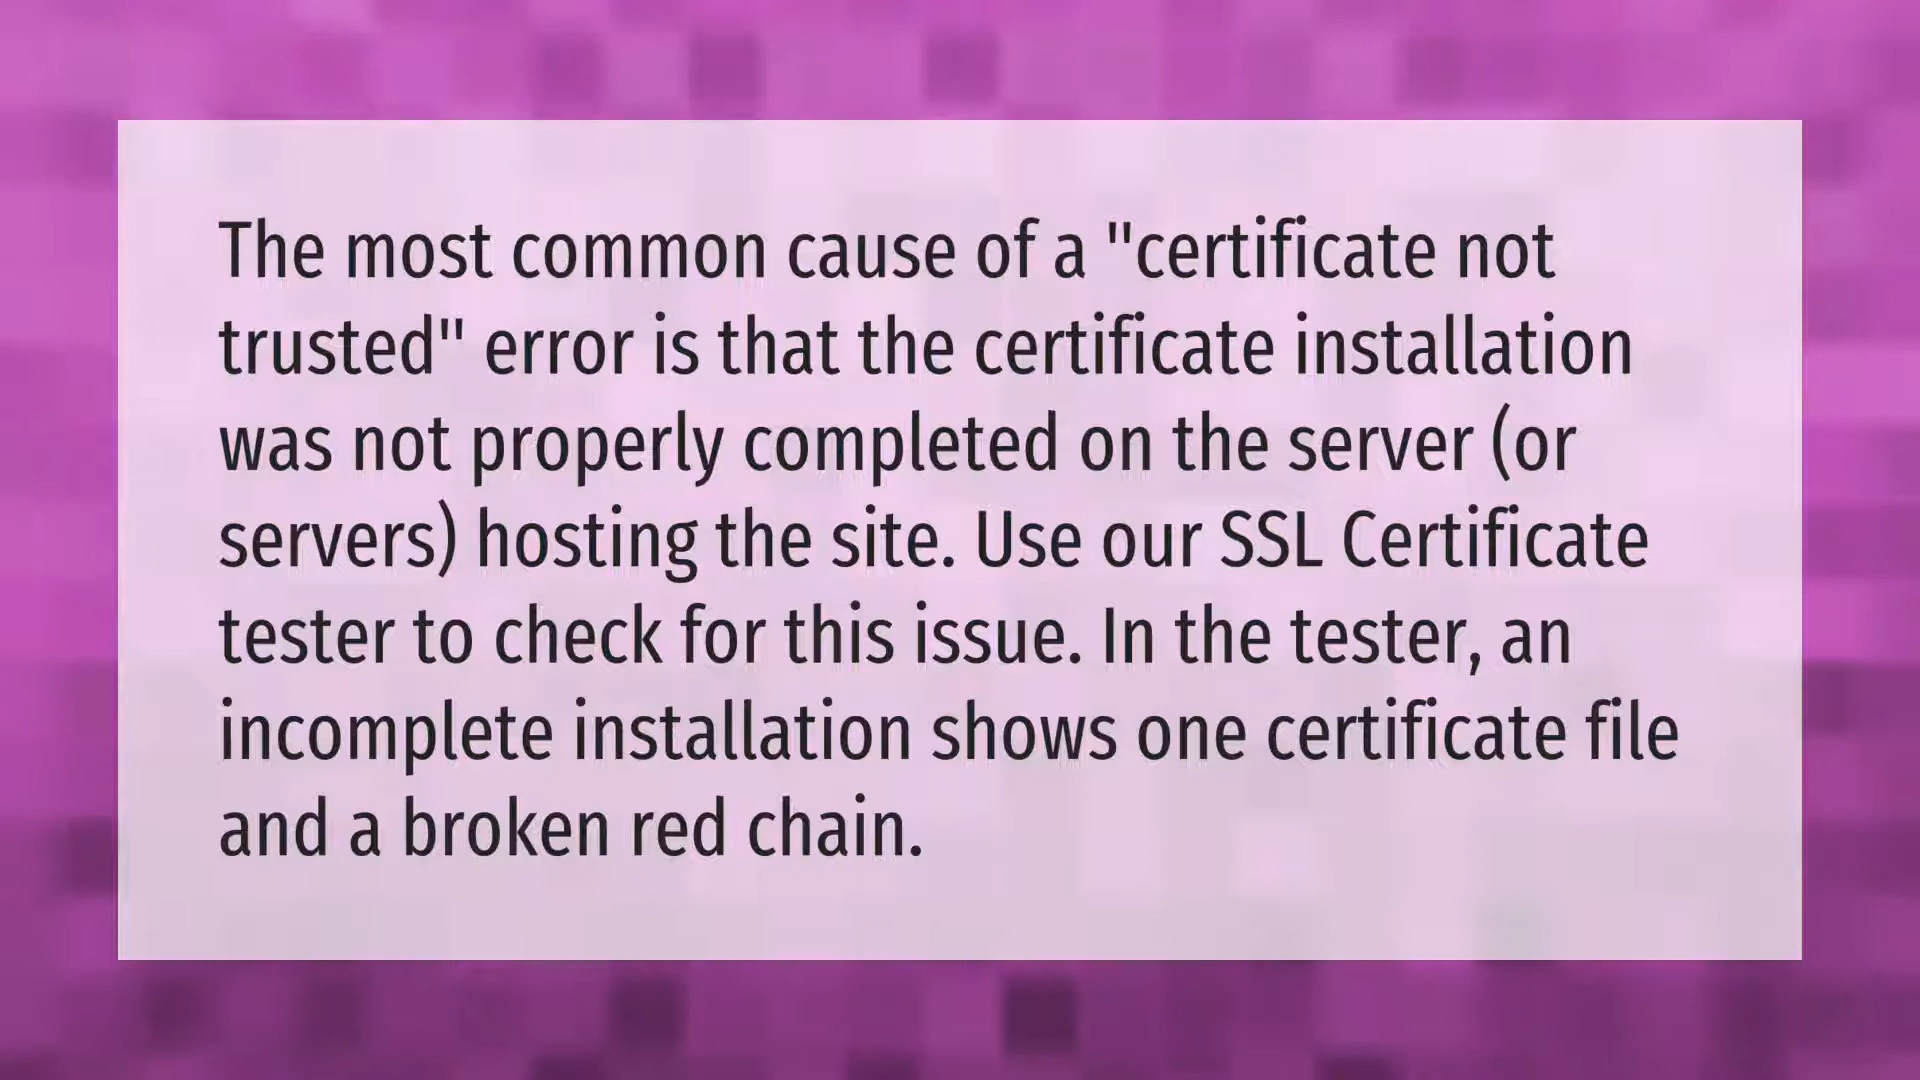 The most common cause of a "certificate not
trusted" error is that the certificate installation
was not properly completed on the server (or
servers) hosting the site. Use our SSL Certificate
tester to check for this issue. In the tester, an
incomplete installation shows one certificate file
and a broken red chain.